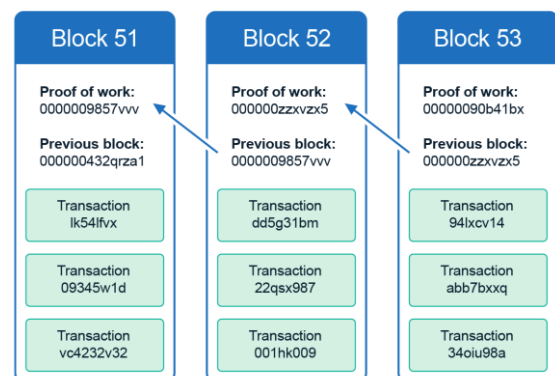 Block 51
Proof of work:
0000009857vvv
Previous block:
000000432qrza1
Transaction
lk54lfvx
Transaction
09345w1d
Transaction
vc4232v32
Block 52
Proof of work:
000000zzxvzx5
Previous block:
0000009857vvv
Transaction
dd5g31bm
Transaction
22qsx987
Transaction
001hk009
Block 53
Proof of work:
00000090b41bx
Previous block:
000000zzxvzx5
Transaction
94lxcv14
Transaction
abb7bxxq
Transaction
34oiu98a